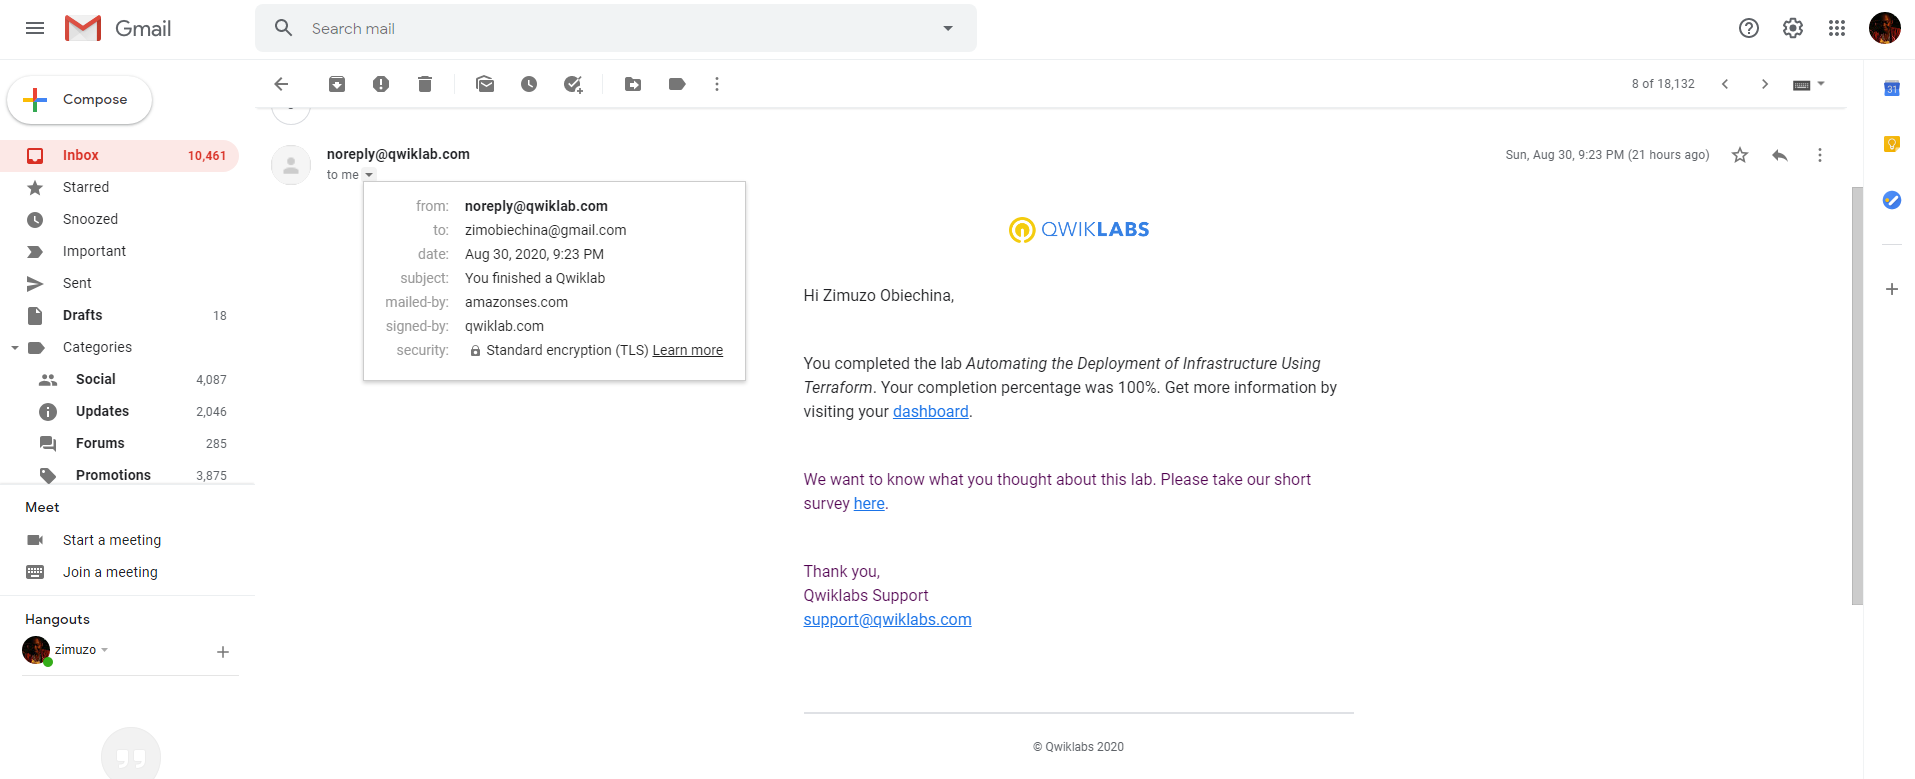 Gmail
Search mail
Compose
8 of 18,132
Inbox 10,461
Starred
Snoozed
Important
Sent
Drafts 18
Categories
Social 4,087
Updates 2,046
Forums 285
Promotions 3,875
Meet
Start a meeting
Join a meeting
Hangouts
zimuzo
noreply@qwiklab.com
Sun, Aug 30, 9:23 PM (21 hours ago)
to me
from: noreply@qwiklab.com
to: zimobiechina@gmail.com
date: Aug 30, 2020, 9:23 PM
subject: You finished a Qwiklab
mailed-by: amazonses.com
signed-by: qwiklab.com
security: Standard encryption (TLS) Learn more
QWIKLABS
Hi Zimuzo Obiechina,
You completed the lab Automating the Deployment of Infrastructure Using
Terraform. Your completion percentage was 100%. Get more information by
visiting your dashboard.
We want to know what you thought about this lab. Please take our short
survey here.
Thank you,
Qwiklabs Support
support@qwiklabs.com
© Qwiklabs 2020
31